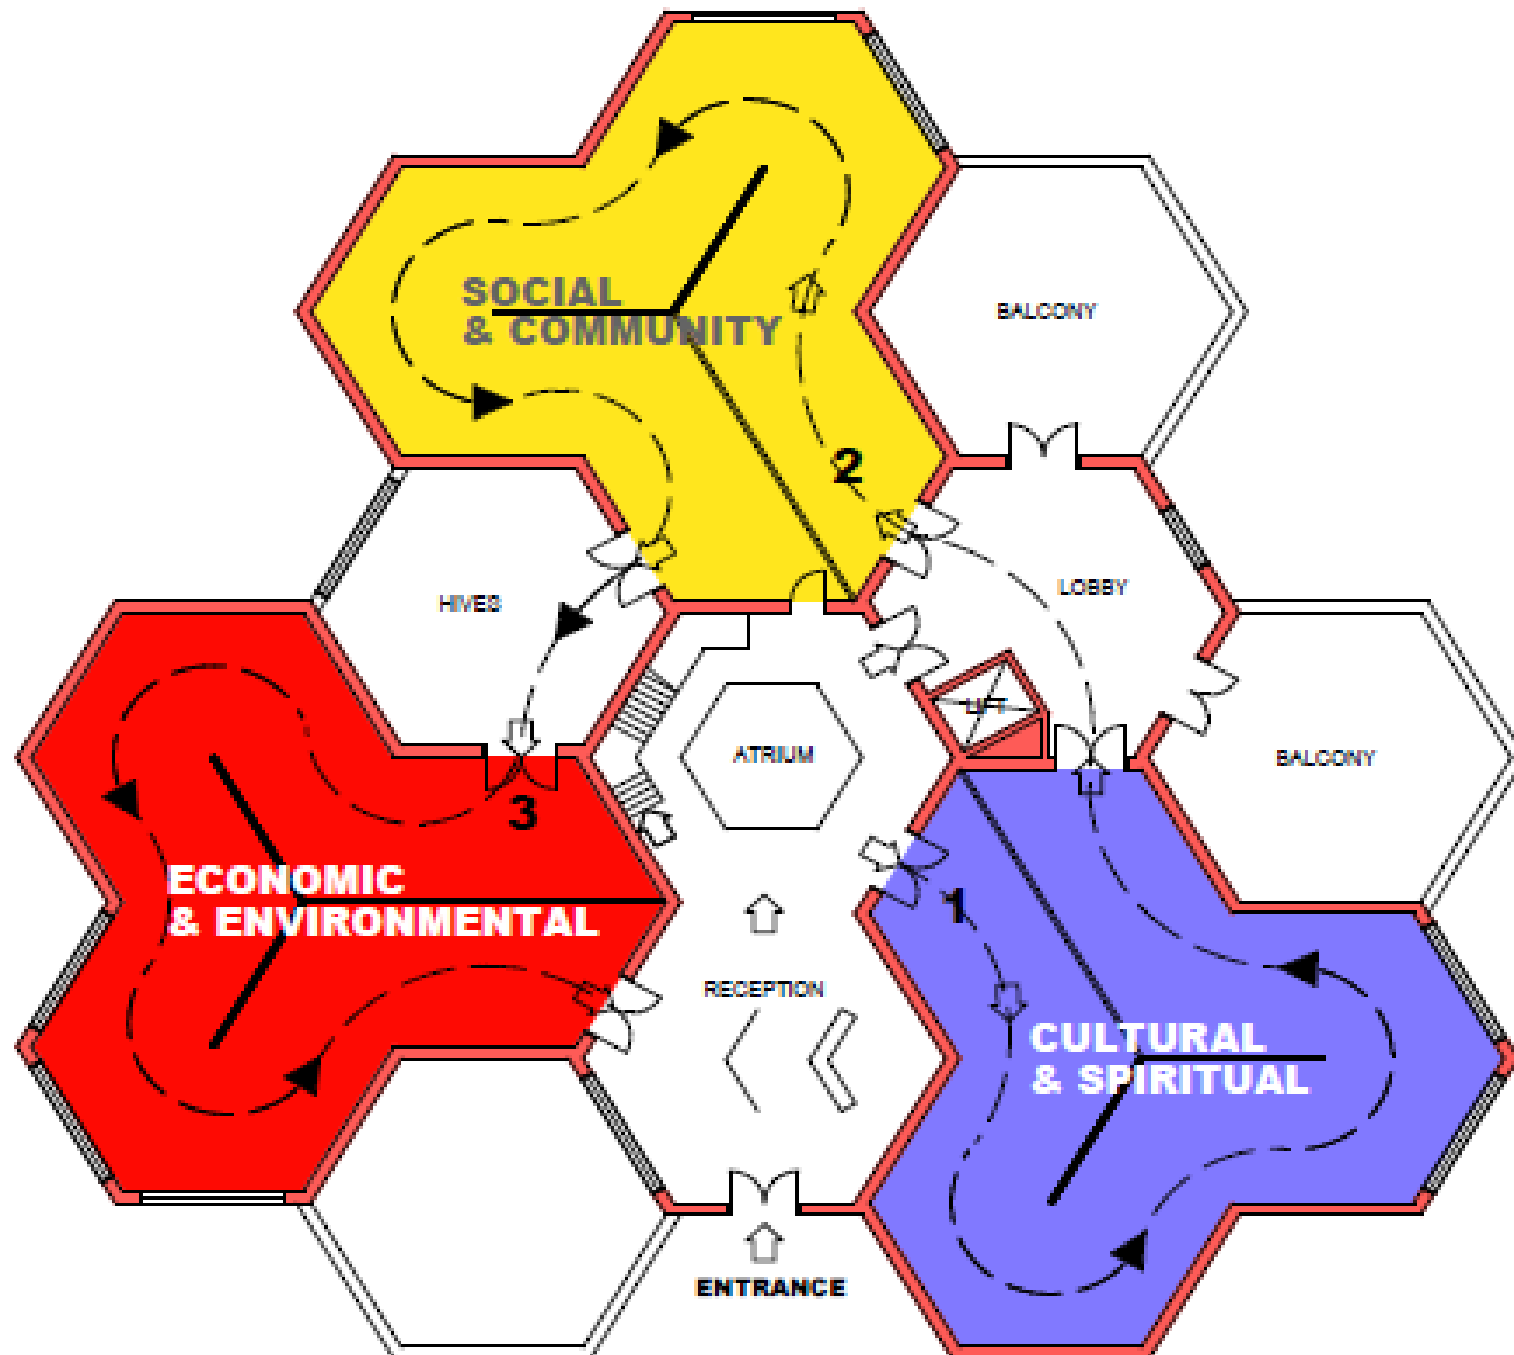 SOCIAL
& COMMUNITY
BALCONY
2
HIVES
LOBBY
LIFT
ATRIUM
BALCONY
3
ECONOMIC
& ENVIRONMENTAL
1
RECEPTION
CULTURAL
& SPIRITUAL
ENTRANCE